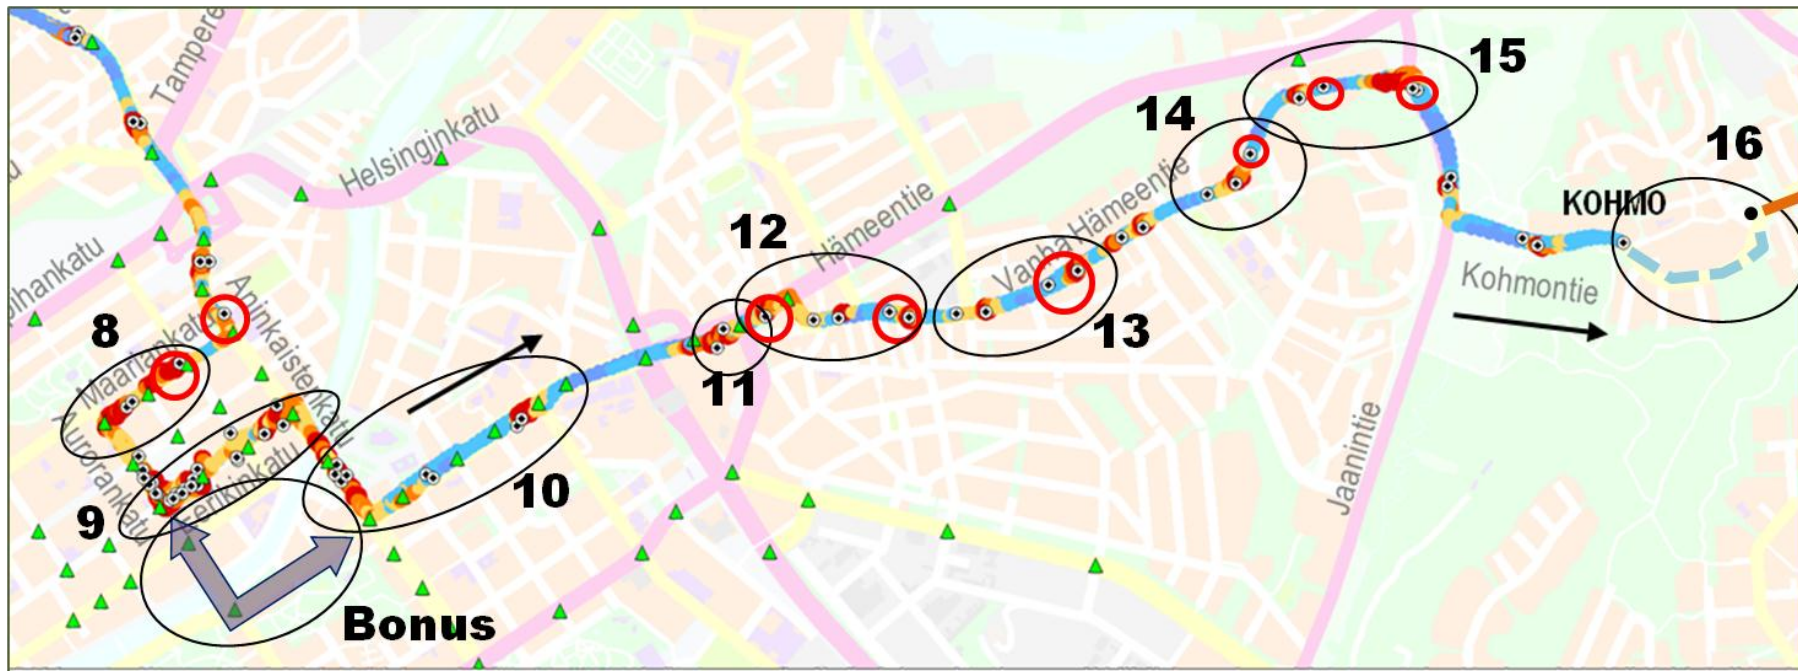 Tampere
Helsinginkatu
Hämeentie
Vanha Hämeentie
KOHMO
Kohmontie
Jaanintie
Maariankatu
Aninkaistenkatu
Aurorankatu
Eerikinkatu
8
9
10
11
12
13
14
15
16
Bonus